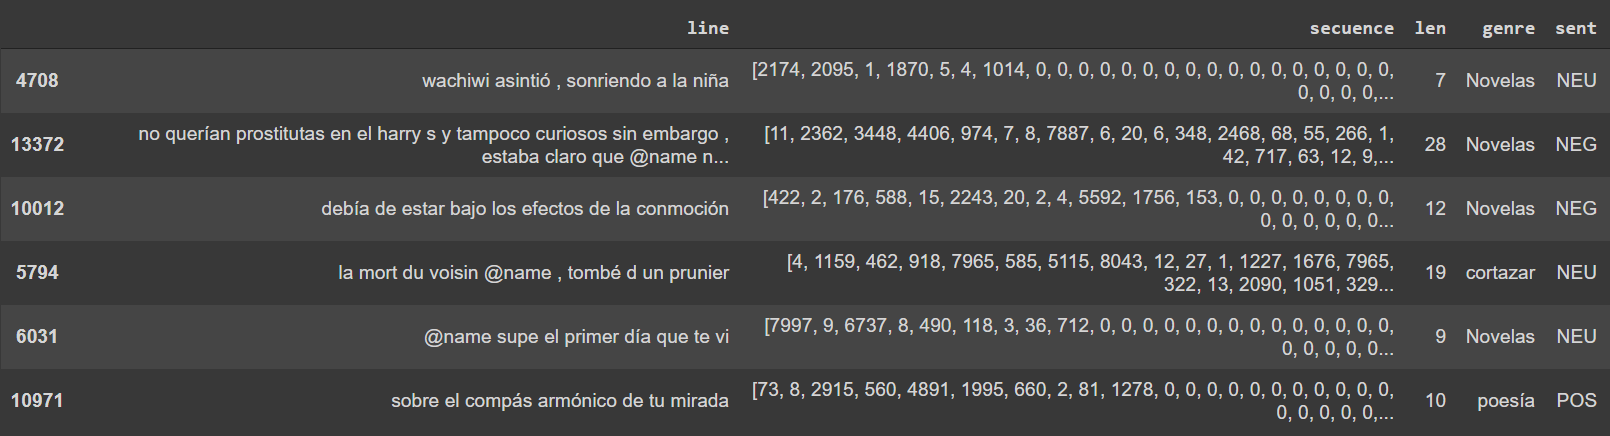 line secuence len genre sent
4708 wachiwi asintió , sonriendo a la niña [2174, 2095, 1, 1870, 5, 4, 1014, 0, 0, 0, 0, 0, 0, 0, 0, 0, 0, 0, 0, 0, 0, 0, 0, 0,
0, 0, 0, 0,... 7 Novelas NEU
13372 no querían prostitutas en el harry s y tampoco curiosos sin embargo ,
estaba claro que @name n... [11, 2362, 3448, 4406, 974, 7, 8, 7887, 6, 20, 6, 348, 2468, 68, 55, 266, 1,
42, 717, 63, 12, 9,... 28 Novelas NEG
10012 debía de estar bajo los efectos de la conmoción [422, 2, 176, 588, 15, 2243, 20, 2, 4, 5592, 1756, 153, 0, 0, 0, 0, 0, 0, 0, 0,
0, 0, 0, 0, 0, 0... 12 Novelas NEG
5794 la mort du voisin @name , tombé d un prunier [4, 1159, 462, 918, 7965, 585, 5115, 8043, 12, 27, 1, 1227, 1676, 7965,
322, 13, 2090, 1051, 329... 19 cortazar NEU
6031 @name supe el primer día que te vi [7997, 9, 6737, 8, 490, 118, 3, 36, 712, 0, 0, 0, 0, 0, 0, 0, 0, 0, 0, 0, 0, 0, 0,
0, 0, 0, 0, 0... 9 Novelas NEU
10971 sobre el compás armónico de tu mirada [73, 8, 2915, 560, 4891, 1995, 660, 2, 81, 1278, 0, 0, 0, 0, 0, 0, 0, 0, 0, 0, 0,
0, 0, 0, 0, 0,... 10 poesía POS